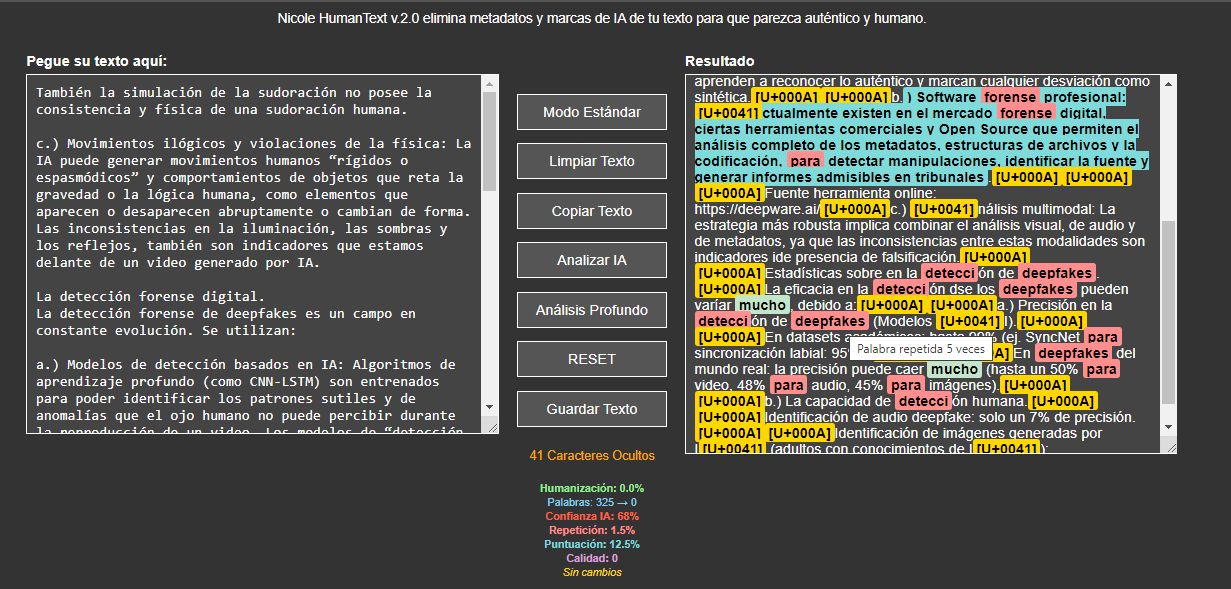 Nicole HumanText v.2.0 elimina metadatos y marcas de IA de tu texto para que parezca auténtico y humano.
Pegue su texto aquí:
También la simulación de la sudoración no posee la
consistencia y física de una sudoración humana.
c.) Movimientos ilógicos y violaciones de la física: La
IA puede generar movimientos humanos “rígidos o
espasmódicos” y comportamientos de objetos que reta la
gravedad o la lógica humana, como elementos que
aparecen o desaparecen abruptamente o cambian de forma.
Las inconsistencias en la iluminación, las sombras y
los reflejos, también son indicadores que estamos
delante de un video generado por IA.
La detección forense digital.
La detección forense de deepfakes es un campo en
constante evolución. Se utilizan:
a.) Modelos de detección basados en IA: Algoritmos de
aprendizaje profundo (como CNN-LSTM) son entrenados
para poder identificar los patrones sutiles y de
anomalías que el ojo humano no puede percibir durante
la reproducción de un video. Los modelos de “detección
Modo Estándar
Limpiar Texto
Copiar Texto
Analizar IA
Análisis Profundo
RESET
Guardar Texto
41 Caracteres Ocultos
Humanización: 0.0%
Palabras: 325 → 0
Confianza IA: 68%
Repetición: 1.5%
Puntuación: 12.5%
Calidad: 0
Sin cambios
Resultado
aprenden a reconocer lo auténtico y marcan cualquier desviación como
sintética.[U+000A] [U+000A]b.) Software forense profesional:
[U+0041]ctualmente existen en el mercado forense digital,
ciertas herramientas comerciales y Open Source que permiten el
análisis completo de los metadatos, estructuras de archivos y la
codificación, para detectar manipulaciones, identificar la fuente y
generar informes admisibles en tribunales.[U+000A] [U+000A]
[U+000A]Fuente herramienta online:
https://deepware.ai/[U+000A]c.) [U+0041]nálisis multimodal: La
estrategia más robusta implica combinar el análisis visual, de audio y
de metadatos, ya que las inconsistencias entre estas modalidades son
indicadores ide presencia de falsificación.[U+000A]
[U+000A]Estadísticas sobre en la detección de deepfakes.
[U+000A]La eficacia en la detección dse los deepfakes pueden
varíar mucho, debido a:[U+000A] [U+000A]a.) Precisión en la
detección de deepfakes (Modelos [U+0041]I).[U+000A]
[U+000A]En datasets (ej. SyncNet para
sincronización labial: 95 A]En deepfakes del
mundo real: la precisión puede caer mucho (hasta un 50% para
video, 48% para audio, 45% para imágenes).[U+000A]
[U+000A]b.) La capacidad de detección humana.[U+000A]
[U+000A]Identificación de audio deepfake: solo un 7% de precisión.
[U+000A] [U+000A]Identificación de imágenes generadas por
I[U+0041] (adultos con conocimientos de I[U+0041]):
Palabra repetida 5 veces